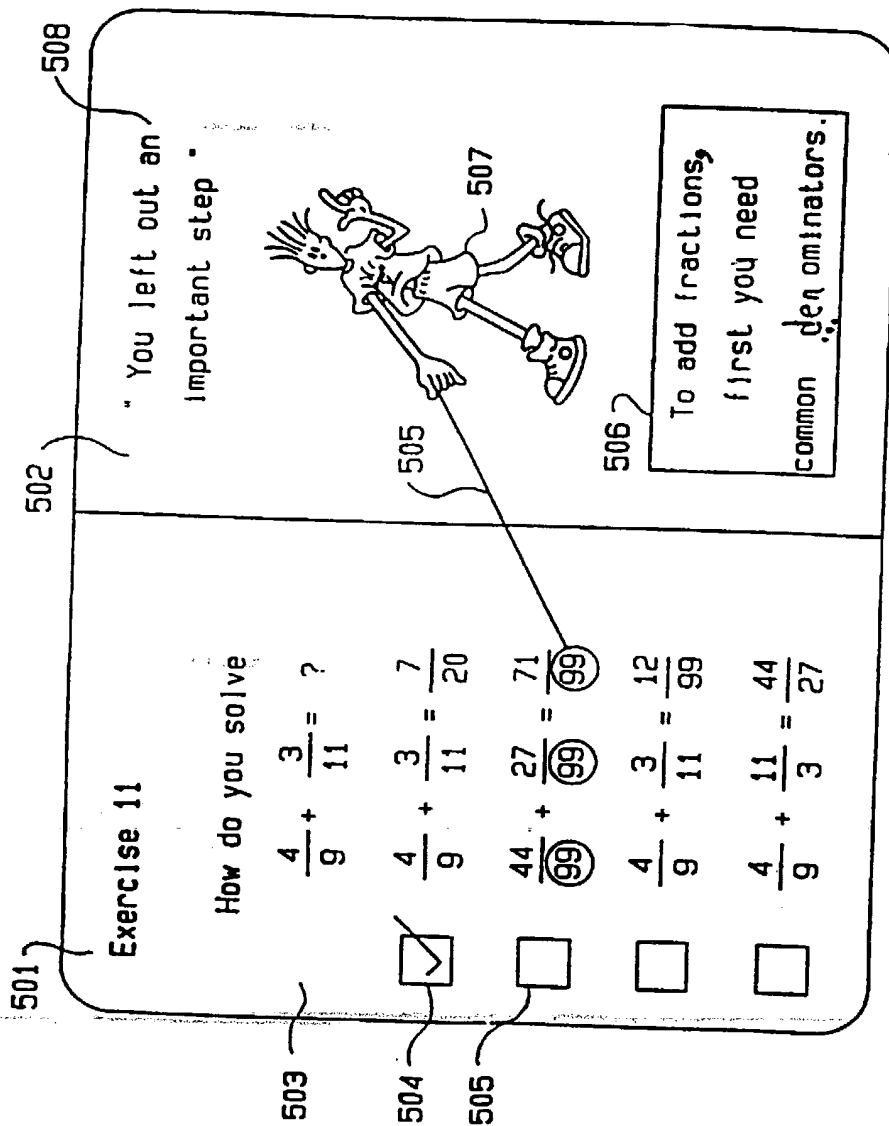 501
502
508
Exercise 11
" You left out an
important step "
503
How do you solve
4/9 + 3/11 = ?
504
4/9 + 3/11 = 7/20
505
44/99 + 27/99 = 71/99
4/9 + 3/11 = 12/99
4/9 + 11/3 = 44/27
505
507
506
To add fractions,
first you need
common denominators.